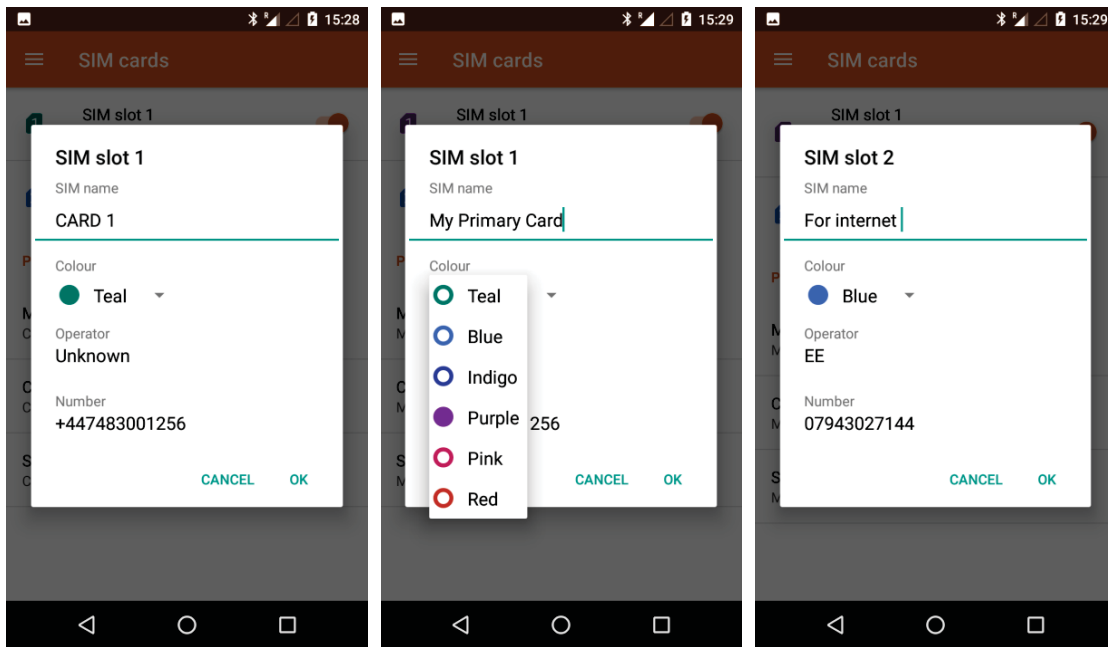 R
15:28
SIM cards
1
SIM slot 1
SIM slot 1
SIM name
CARD 1
P
Colour
Teal
M
C
Operator
Unknown
C
C
Number
+447483001256
S
C
CANCEL OK
R
15:29
SIM cards
1
SIM slot 1
SIM slot 1
SIM name
My Primary Card
P
Colour
Teal
Blue
M
M
Indigo
C
M
Purple
256
Pink
S
M
CANCEL OK
Red
R
15:29
SIM cards
SIM slot 1
SIM slot 2
SIM name
For internet
P
Colour
Blue
M
M
Operator
EE
C
M
Number
07943027144
S
M
CANCEL OK